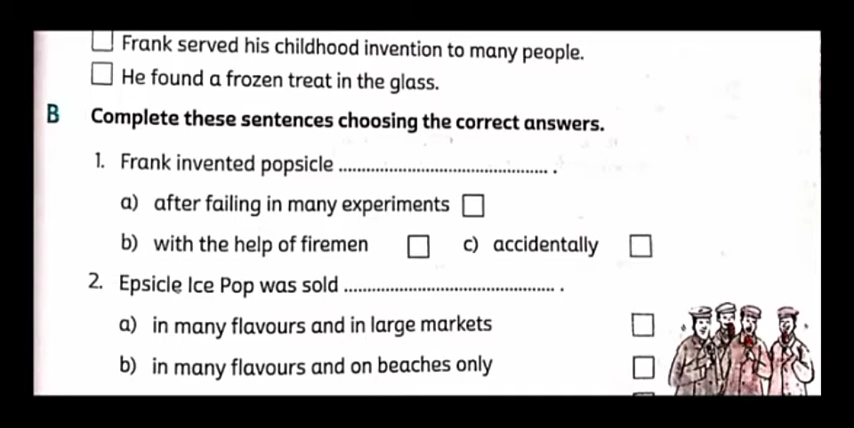 Frank served his childhood invention to many people.
He found a frozen treat in the glass.
B Complete these sentences choosing the correct answers.
1. Frank invented popsicle .............................................. .
a) after failing in many experiments
b) with the help of firemen c) accidentally
2. Epsicle Ice Pop was sold .............................................. .
a) in many flavours and in large markets
b) in many flavours and on beaches only